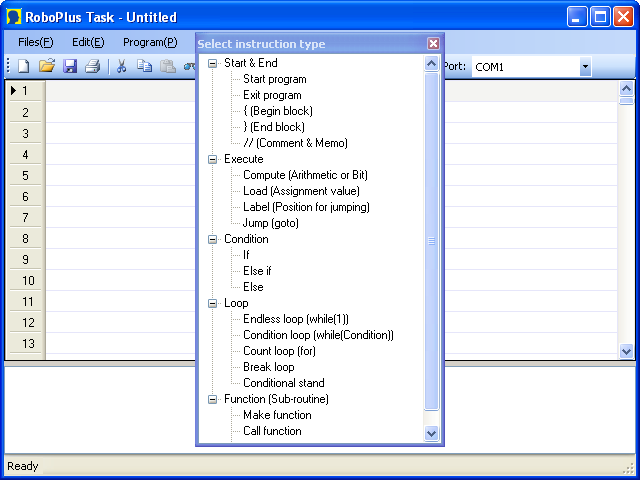 RoboPlus Task - Untitled
Files(F) Edit(E) Program(P)
Select instruction type
Port: COM1
Start & End
Start program
Exit program
{ (Begin block)
} (End block)
// (Comment & Memo)
Execute
Compute (Arithmetic or Bit)
Load (Assignment value)
Label (Position for jumping)
Jump (goto)
Condition
If
Else if
Else
Loop
Endless loop (while(1))
Condition loop (while(Condition))
Count loop (for)
Break loop
Conditional stand
Function (Sub-routine)
Make function
Call function
1
2
3
4
5
6
7
8
9
10
11
12
13
Ready